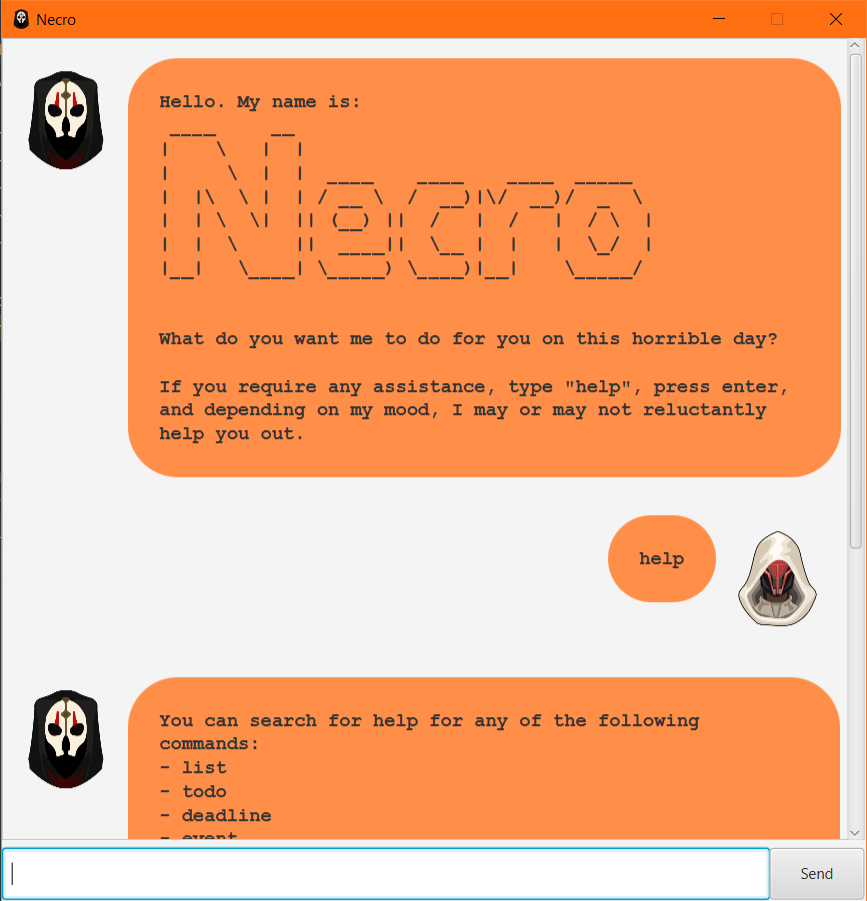 Necro
Hello. My name is:
Necro
What do you want me to do for you on this horrible day?
If you require any assistance, type "help", press enter,
and depending on my mood, I may or may not reluctantly
help you out.
help
You can search for help for any of the following
commands:
- list
- todo
- deadline
- event
Send